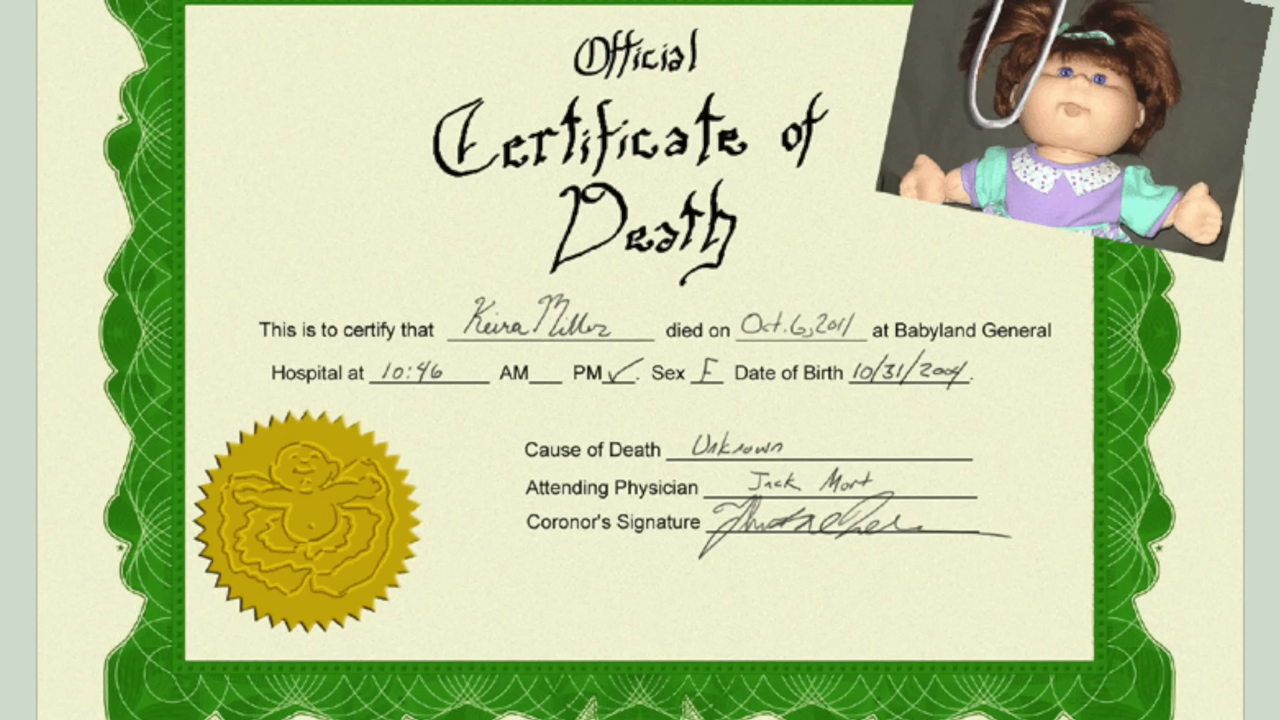 Official
Certificate of
Death
This is to certify that Keira Miller died on Oct. 6, 2011 at Babyland General
Hospital at 10:46 AM PM ✓. Sex F Date of Birth 10/31/2004.
Cause of Death Unknown
Attending Physician Jack Mort
Coronor's Signature